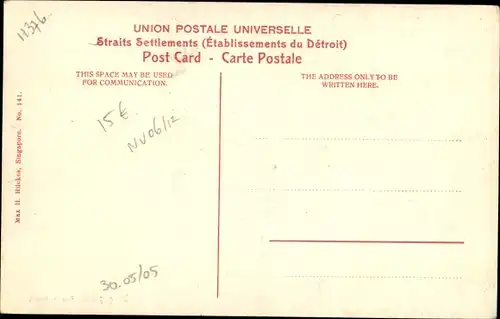 11376
UNION POSTALE UNIVERSELLE
Straits Settlements (Établissements du Détroit)
Post Card - Carte Postale
THIS SPACE MAY BE USED
FOR COMMUNICATION.
THE ADDRESS ONLY TO BE
WRITTEN HERE.
15€
NV06/12
30.05/05
Max H. Hilckes, Singapore. No. 141.